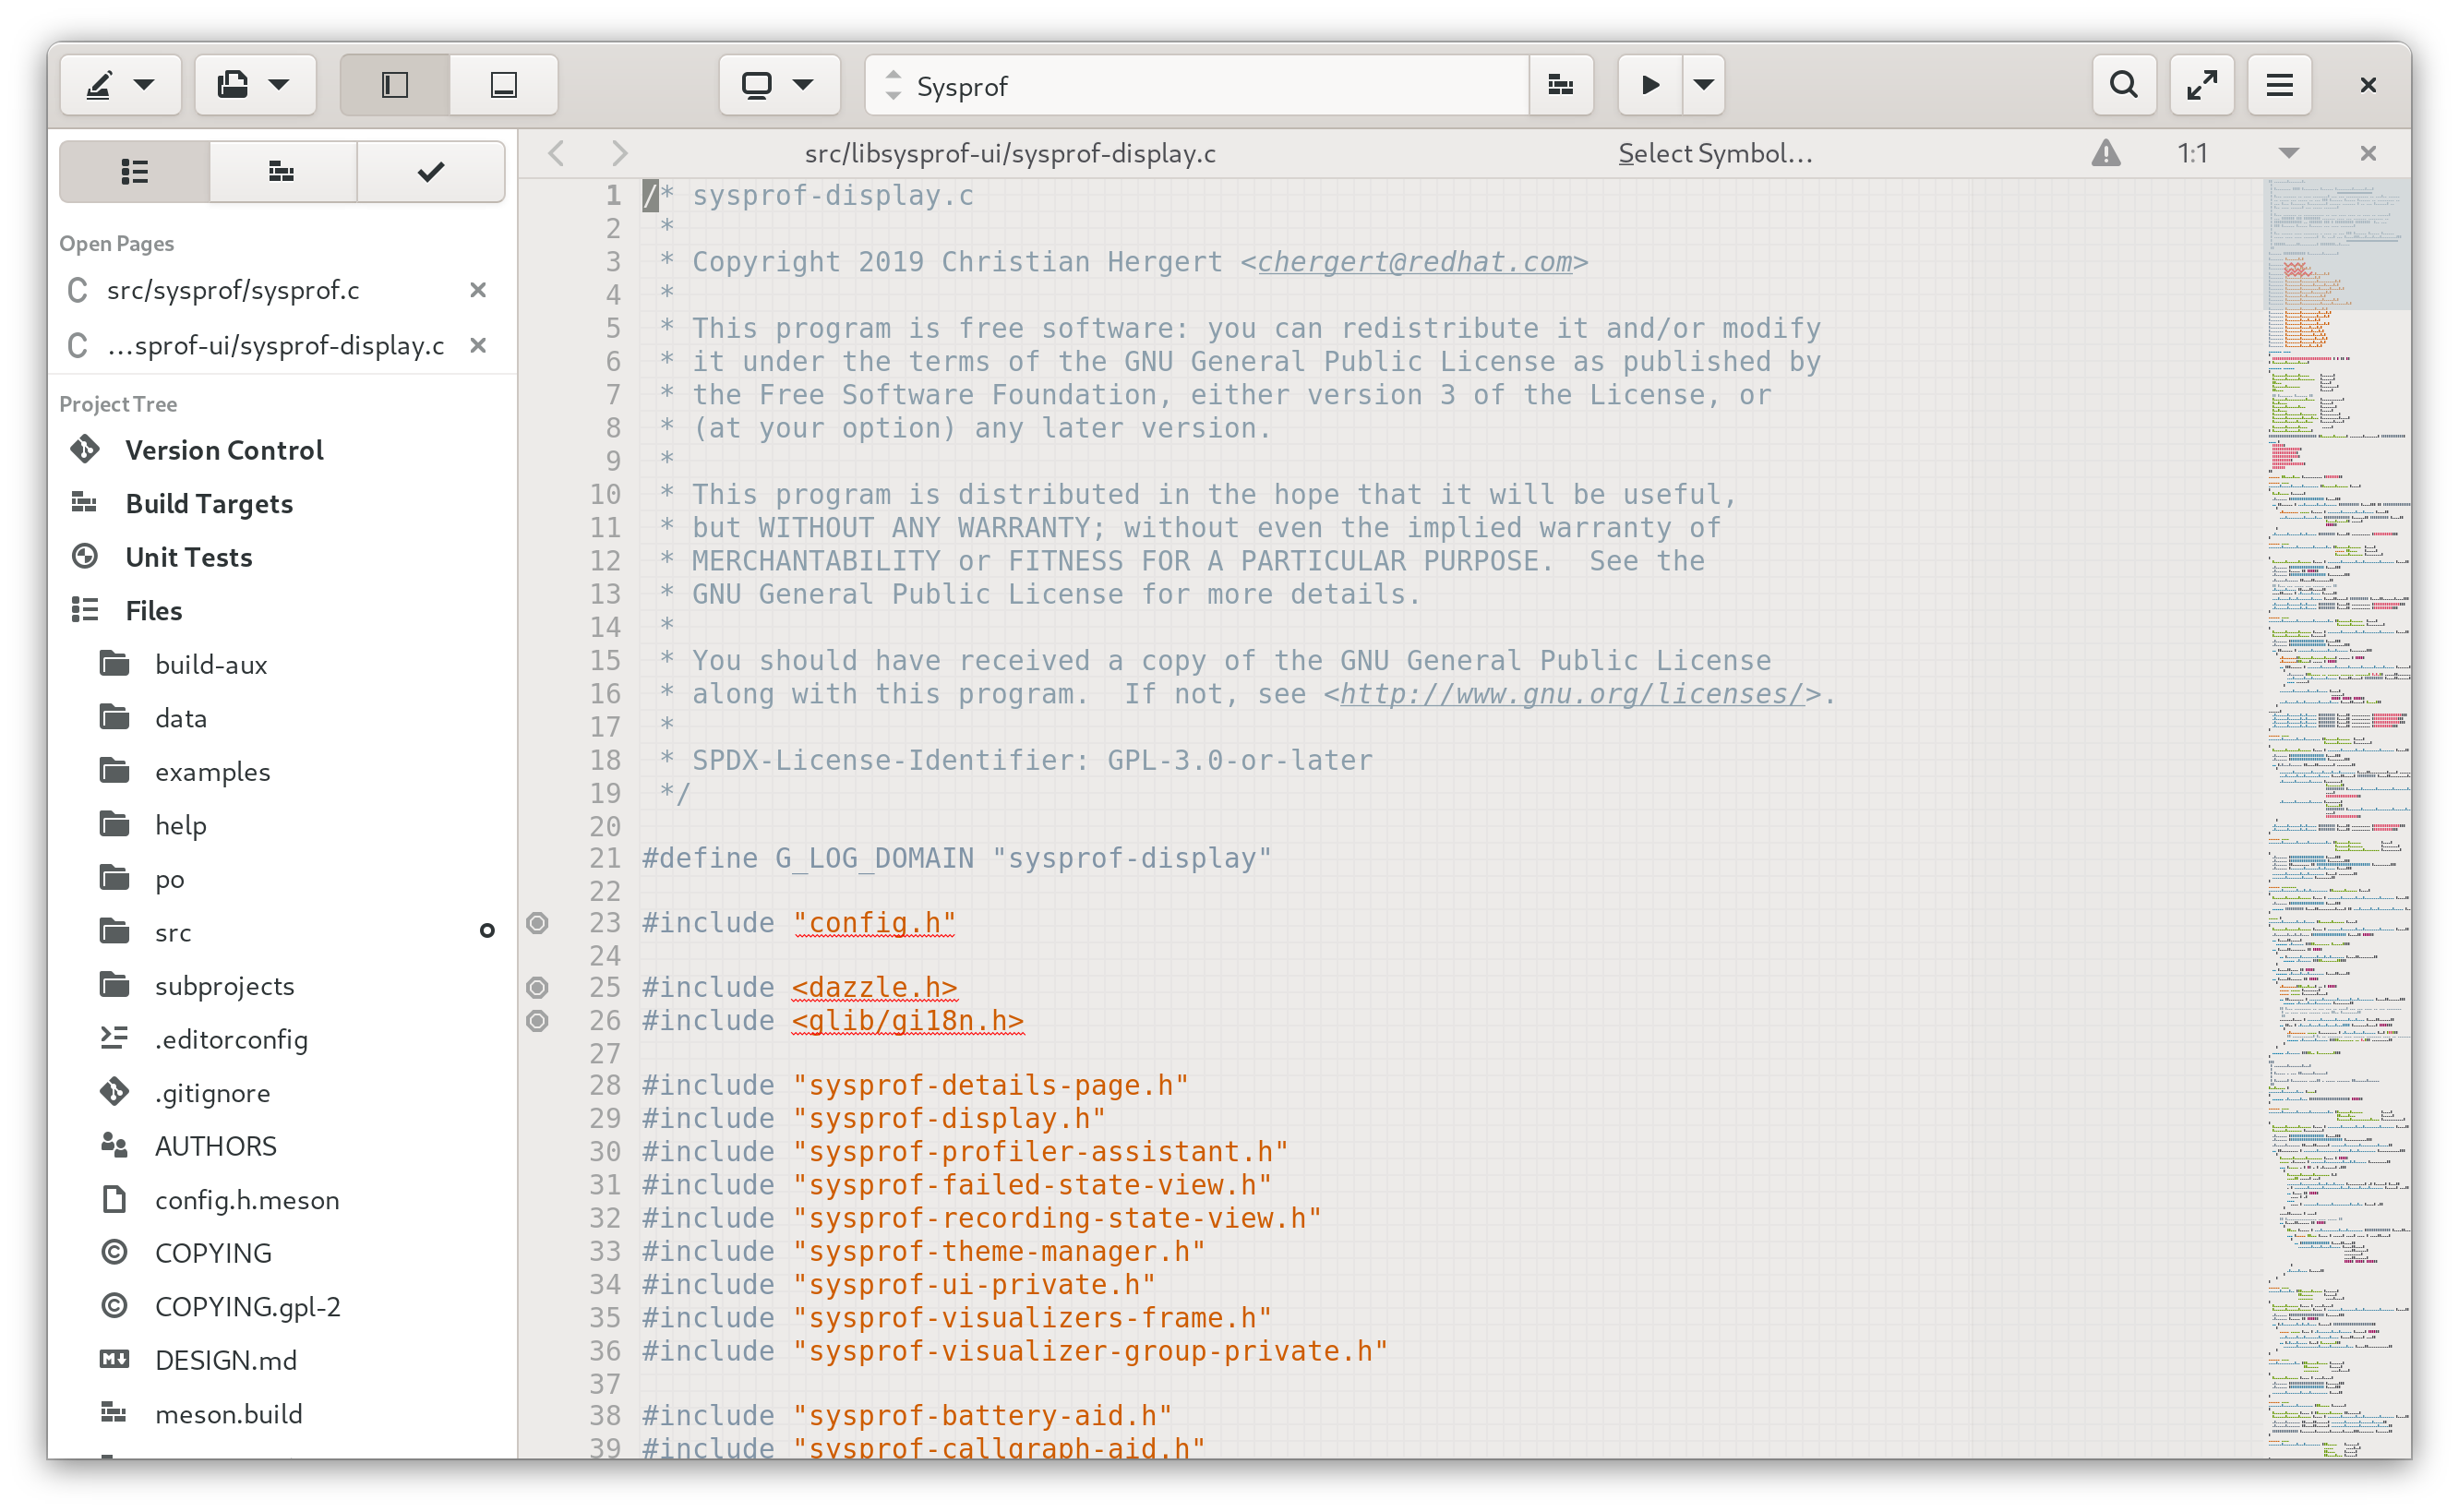 Sysprof
Open Pages
src/sysprof/sysprof.c
...sprof-ui/sysprof-display.c
Project Tree
Version Control
Build Targets
Unit Tests
Files
build-aux
data
examples
help
po
src
subprojects
.editorconfig
.gitignore
AUTHORS
config.h.meson
COPYING
COPYING.gpl-2
DESIGN.md
meson.build
src/libsysprof-ui/sysprof-display.c
Select Symbol...
1:1
1 /* sysprof-display.c
2  *
3  * Copyright 2019 Christian Hergert <chergert@redhat.com>
4  *
5  * This program is free software: you can redistribute it and/or modify
6  * it under the terms of the GNU General Public License as published by
7  * the Free Software Foundation, either version 3 of the License, or
8  * (at your option) any later version.
9  *
10  * This program is distributed in the hope that it will be useful,
11  * but WITHOUT ANY WARRANTY; without even the implied warranty of
12  * MERCHANTABILITY or FITNESS FOR A PARTICULAR PURPOSE.  See the
13  * GNU General Public License for more details.
14  *
15  * You should have received a copy of the GNU General Public License
16  * along with this program.  If not, see <http://www.gnu.org/licenses/>.
17  *
18  * SPDX-License-Identifier: GPL-3.0-or-later
19  */
20
21 #define G_LOG_DOMAIN "sysprof-display"
22
23 #include "config.h"
24
25 #include <dazzle.h>
26 #include <glib/gi18n.h>
27
28 #include "sysprof-details-page.h"
29 #include "sysprof-display.h"
30 #include "sysprof-profiler-assistant.h"
31 #include "sysprof-failed-state-view.h"
32 #include "sysprof-recording-state-view.h"
33 #include "sysprof-theme-manager.h"
34 #include "sysprof-ui-private.h"
35 #include "sysprof-visualizers-frame.h"
36 #include "sysprof-visualizer-group-private.h"
37
38 #include "sysprof-battery-aid.h"
39 #include "sysprof-callgraph-aid.h"